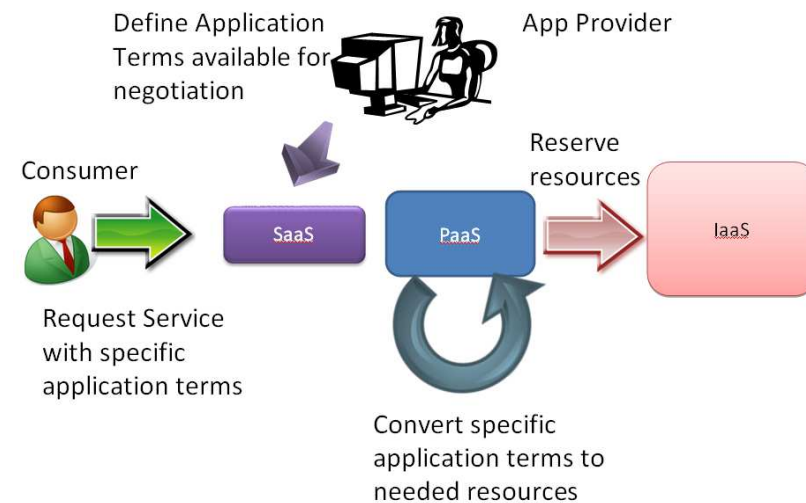 Define Application
Terms available for
negotiation
App Provider
Consumer
Reserve
resources
SaaS
PaaS
IaaS
Request Service
with specific
application terms
Convert specific
application terms to
needed resources